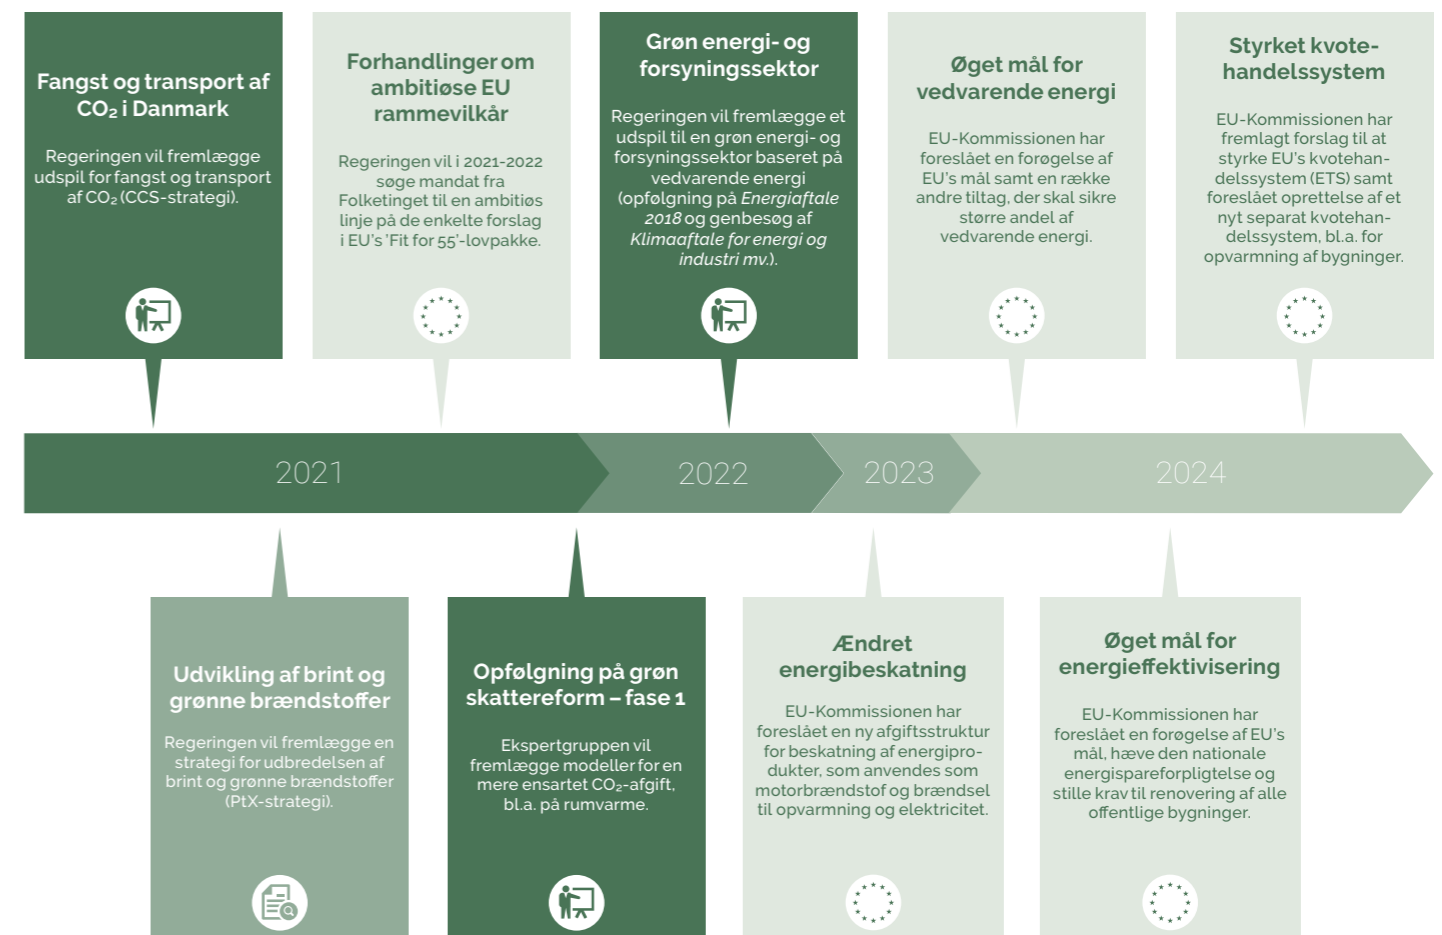 Fangst og transport af
CO₂ i Danmark
Regeringen vil fremlægge
udspil for fangst og transport
af CO₂ (CCS-strategi).
Forhandlinger om
ambitiøse EU
rammevilkår
Regeringen vil i 2021-2022
søge mandat fra
Folketinget til en ambitiøs
linje på de enkelte forslag
i EU's 'Fit for 55'-lovpakke.
Grøn energi- og
forsyningssektor
Regeringen vil fremlægge et
udspil til en grøn energi- og
forsyningssektor baseret på
vedvarende energi
(opfølgning på Energiaftale
2018 og genbesøg af
Klimaaftale for energi og
industri mv.).
Øget mål for
vedvarende energi
EU-Kommissionen har
foreslået en forøgelse af
EU's mål samt en række
andre tiltag, der skal sikre
større andel af
vedvarende energi.
Styrket kvote-
handelssystem
EU-Kommissionen har
fremlagt forslag til at
styrke EU's kvotehan-
delssystem (ETS) samt
foreslået oprettelse af et
nyt separat kvotehan-
delssystem, bl.a. for
opvarmning af bygninger.
2021
2022
2023
2024
Udvikling af brint og
grønne brændstoffer
Regeringen vil fremlægge en
strategi for udbredelsen af
brint og grønne brændstoffer
(PtX-strategi).
Opfølgning på grøn
skattereform – fase 1
Ekspertgruppen vil
fremlægge modeller for en
mere ensartet CO₂-afgift,
bl.a. på rumvarme.
Ændret
energibeskatning
EU-Kommissionen har
foreslået en ny afgiftsstruktur
for beskatning af energipro-
dukter, som anvendes som
motorbrændstof og brændsel
til opvarmning og elektricitet.
Øget mål for
energieffektivisering
EU-Kommissionen har
foreslået en forøgelse af EU's
mål, hæve den nationale
energispareforpligtelse og
stille krav til renovering af alle
offentlige bygninger.